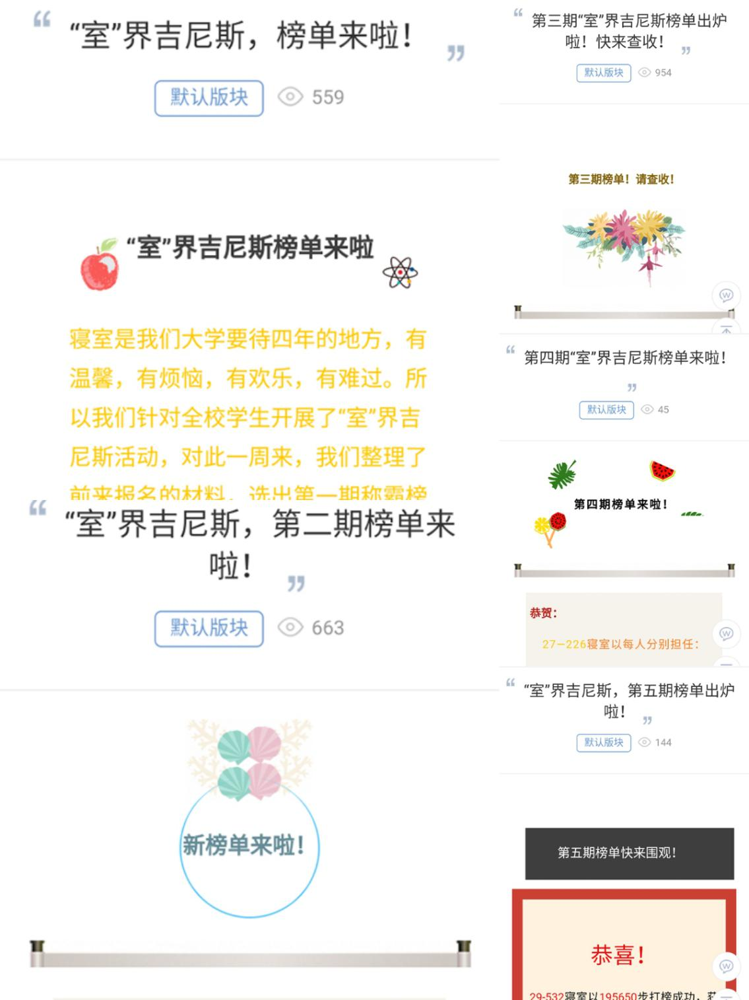 “室”界吉尼斯，榜单来啦！
默认版块 559
“室”界吉尼斯榜单来啦
寝室是我们大学要待四年的地方，有
温馨，有烦恼，有欢乐，有难过。所
以我们针对全校学生开展了“室”界吉
尼斯活动，对此一周来，我们整理了
前来报名的材料，选出第一期称霸榜
“室”界吉尼斯，第二期榜单来
啦！
默认版块 663
新榜单来啦！
第三期“室”界吉尼斯榜单出炉
啦！快来查收！
默认版块 954
第三期榜单！请查收！
第四期“室”界吉尼斯榜单来啦！
默认版块 45
第四期榜单来啦！
恭贺：
27—226寝室以每人分别担任：
“室”界吉尼斯，第五期榜单出炉
啦！
默认版块 144
第五期榜单快来围观！
恭喜！
29-532寝室以195650步打榜成功，获